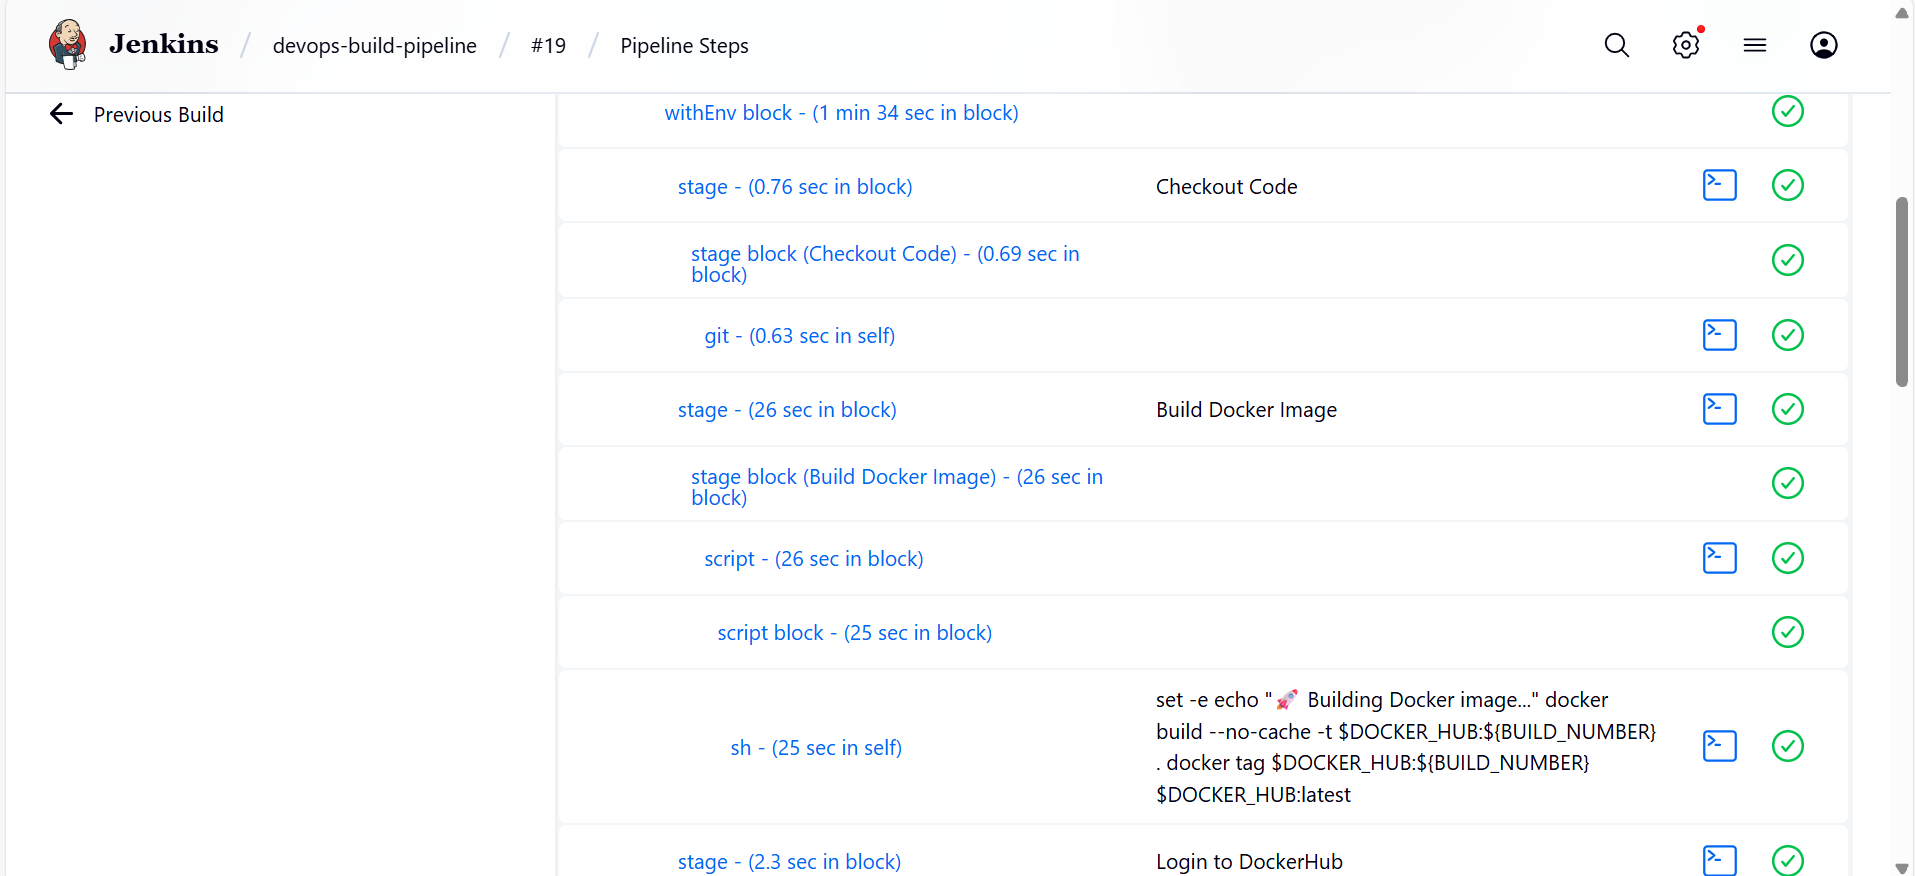 Jenkins / devops-build-pipeline / #19 / Pipeline Steps
Previous Build
withEnv block - (1 min 34 sec in block)
stage - (0.76 sec in block) Checkout Code
stage block (Checkout Code) - (0.69 sec in
block)
git - (0.63 sec in self)
stage - (26 sec in block) Build Docker Image
stage block (Build Docker Image) - (26 sec in
block)
script - (26 sec in block)
script block - (25 sec in block)
sh - (25 sec in self)
set -e echo "🚀 Building Docker image..." docker
build --no-cache -t $DOCKER_HUB:${BUILD_NUMBER}
. docker tag $DOCKER_HUB:${BUILD_NUMBER}
$DOCKER_HUB:latest
stage - (2.3 sec in block) Login to DockerHub